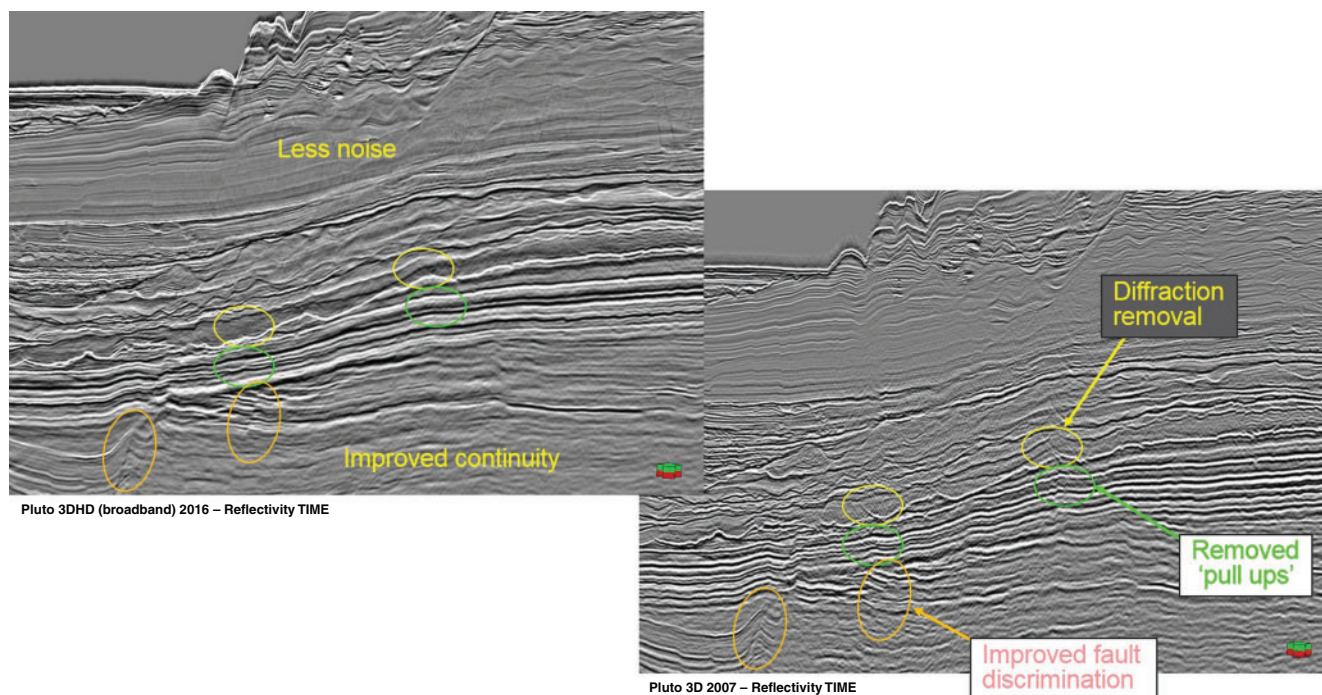 Less noise
Improved continuity
Pluto 3DHD (broadband) 2016 – Reflectivity TIME
Diffraction
removal
Removed
‘pull ups’
Improved fault
discrimination
Pluto 3D 2007 – Reflectivity TIME